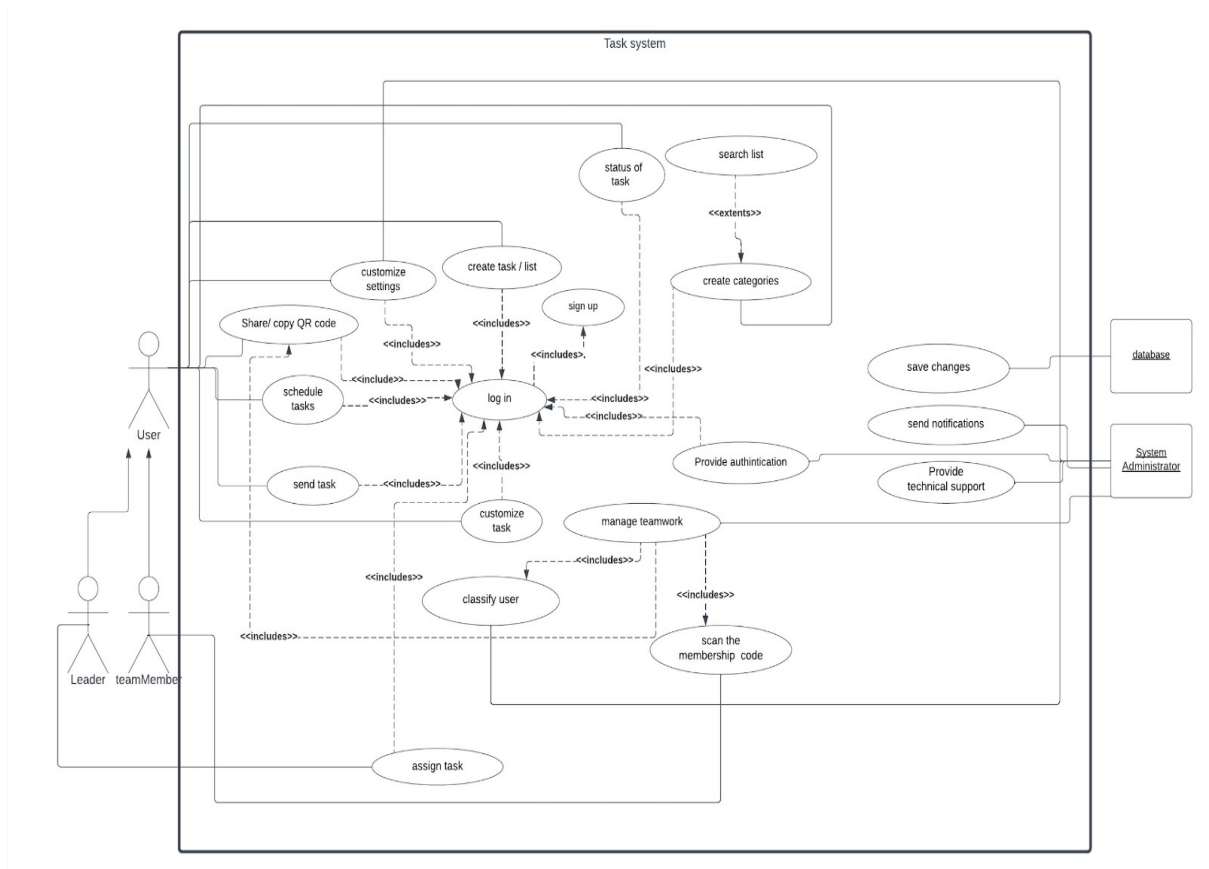 Task system
status of
task
search list
<<extents>>
customize
settings
create task / list
create categories
sign up
Share/ copy QR code
<<includes>>
<<includes>>
<<includes>.
<<includes>>
save changes
database
<<include>>
schedule
tasks
<<includes>>
log in
<<includes>>
<<includes>>
send notifications
User
Provide authintication
System
Administrator
<<includes>>
Provide
technical support
send task
<<includes>>
customize
task
manage teamwork
<<includes>>
<<includes>>
classify user
<<includes>>
<<includes>>
scan the
membership code
Leader
teamMember
assign task